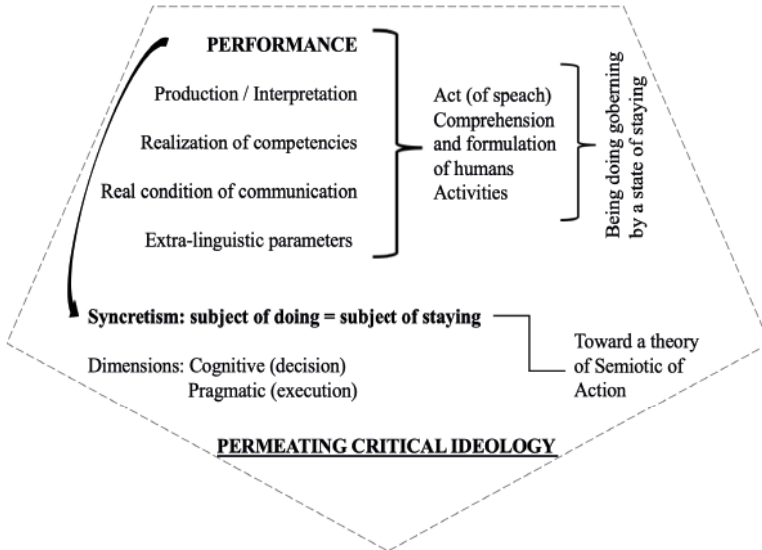 PERFORMANCE
Production / Interpretation
Realization of competencies
Real condition of communication
Extra-linguistic parameters
Act (of speach)
Comprehension
and formulation
of humans
Activities
Being doing goberning
by a state of staying
Syncretism: subject of doing = subject of staying
Dimensions: Cognitive (decision)
Pragmatic (execution)
Toward a theory
of Semiotic of
Action
PERMEATING CRITICAL IDEOLOGY